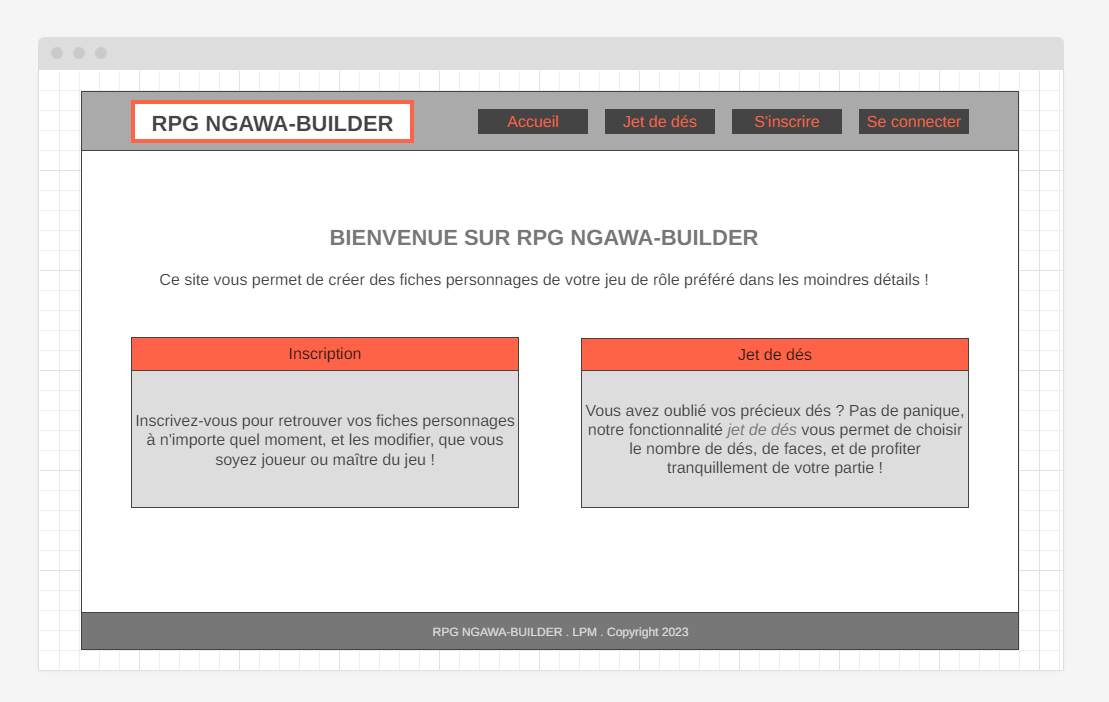 RPG NGAWA-BUILDER
Accueil
Jet de dés
S'inscrire
Se connecter
BIENVENUE SUR RPG NGAWA-BUILDER
Ce site vous permet de créer des fiches personnages de votre jeu de rôle préféré dans les moindres détails !
Inscription
Inscrivez-vous pour retrouver vos fiches personnages
à n'importe quel moment, et les modifier, que vous
soyez joueur ou maître du jeu !
Jet de dés
Vous avez oublié vos précieux dés ? Pas de panique,
notre fonctionnalité jet de dés vous permet de choisir
le nombre de dés, de faces, et de profiter
tranquillement de votre partie !
RPG NGAWA-BUILDER . LPM . Copyright 2023